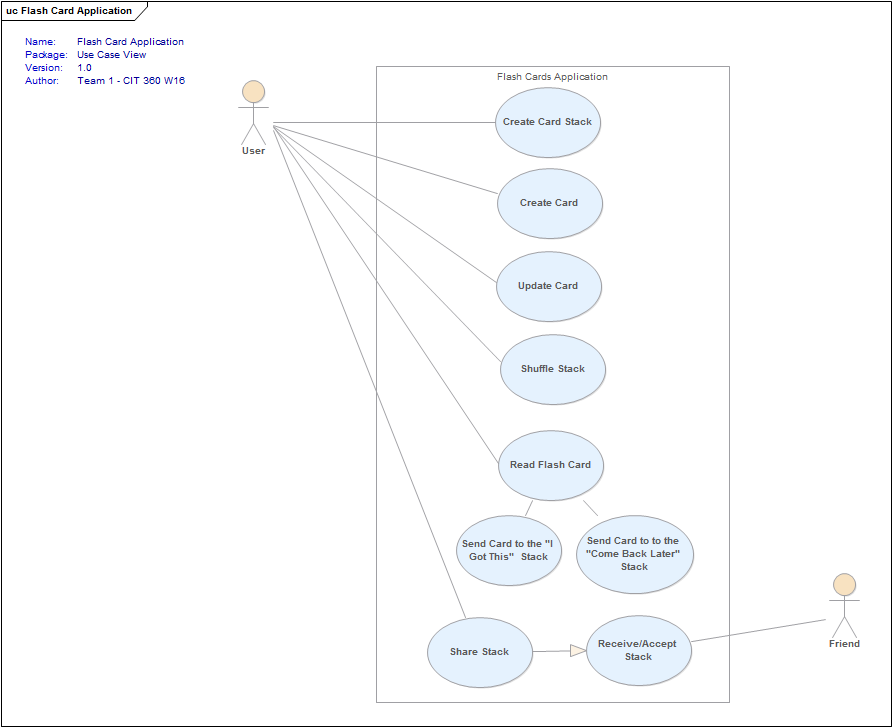 uc Flash Card Application
Name: Flash Card Application
Package: Use Case View
Version: 1.0
Author: Team 1 - CIT 360 W16
Flash Cards Application
User
Create Card Stack
Create Card
Update Card
Shuffle Stack
Read Flash Card
Send Card to the "I
Got This" Stack
Send Card to to the
"Come Back Later"
Stack
Share Stack
Receive/Accept
Stack
Friend